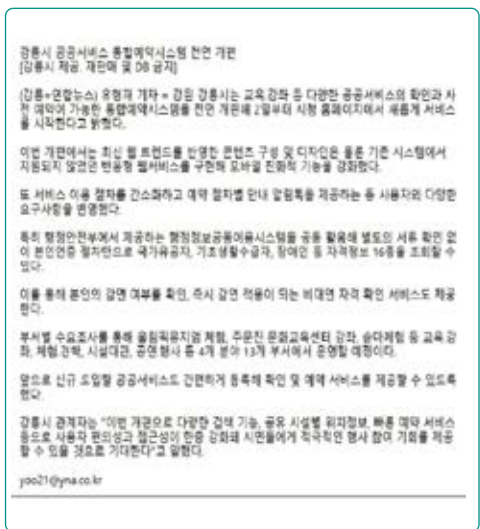 강릉시 공공서비스 통합예약시스템 전면 개편
[강릉시 제공. 재판매 및 DB 금지]
(강릉=연합뉴스) 유형재 기자 = 강원 강릉시는 교육 강좌 등 다양한 공공서비스의 확인과 사
전 예약이 가능한 통합예약시스템을 전면 개편해 2일부터 시청 홈페이지에서 새롭게 서비스
를 시작한다고 밝혔다.
이번 개편에서는 최신 웹 트렌드를 반영한 콘텐츠 구성 및 디자인은 물론 기존 시스템에서
지원되지 않았던 반응형 웹서비스를 구현해 모바일 친화적 기능을 강화했다.
또 서비스 이용 절차를 간소화하고 예약 절차별 안내 알림톡을 제공하는 등 사용자의 다양한
요구사항을 반영했다.
특히 행정안전부에서 제공하는 행정정보공동이용시스템을 공동 활용해 별도의 서류 확인 없
이 본인인증 절차만으로 국가유공자, 기초생활수급자, 장애인 등 자격정보 16종을 조회할 수
있다.
이를 통해 본인의 감면 여부를 확인, 즉시 감면 적용이 되는 비대면 자격 확인 서비스도 제공
한다.
부서별 수요조사를 통해 올림픽뮤지엄 체험, 주문진 문화교육센터 강좌, 승마체험 등 교육 강
좌, 체험 견학, 시설대관, 공연 행사 등 4개 분야 13개 부서에서 운영할 예정이다.
앞으로 신규 도입할 공공서비스도 간편하게 등록해 확인 및 예약 서비스를 제공할 수 있도록
했다.
강릉시 관계자는 "이번 개편으로 다양한 검색 기능, 공유 시설별 위치정보, 빠른 예약 서비스
등으로 사용자 편의성과 접근성이 한층 강화돼 시민들에게 적극적인 행사 참여 기회를 제공
할 수 있을 것으로 기대한다"고 말했다.
yoo21@yna.co.kr